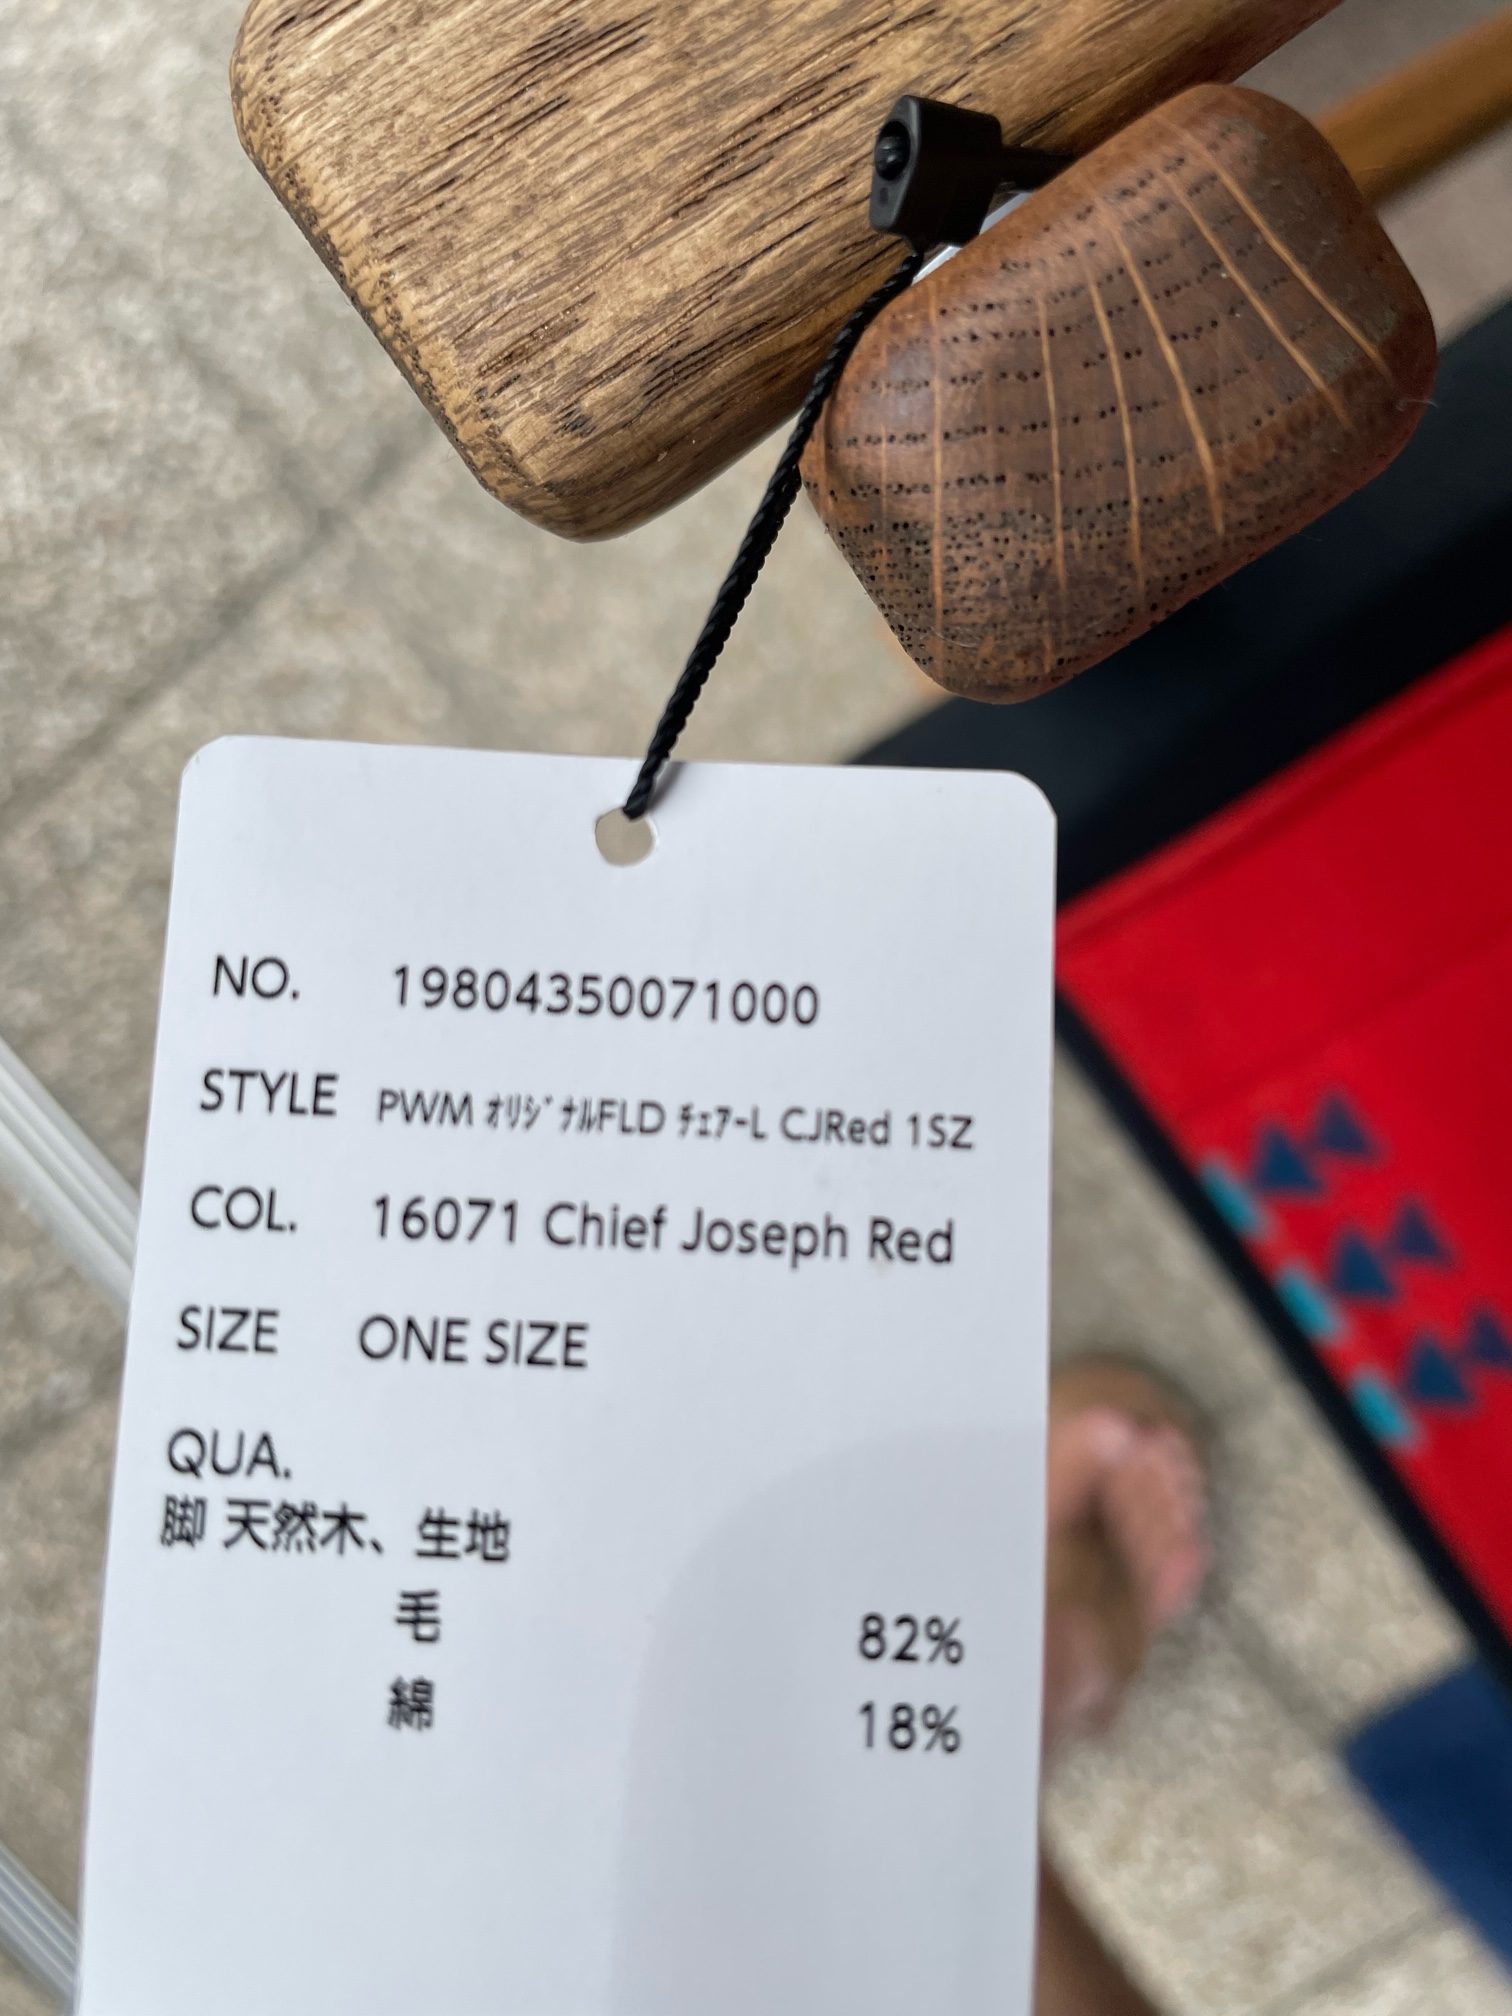 NO. 19804350071000
STYLE PWM ｵﾘｼﾞﾅﾙFLD ﾁｪｱｰL CJRed 1SZ
COL. 16071 Chief Joseph Red
SIZE ONE SIZE
QUA.
脚 天然木、生地
毛 82%
綿 18%